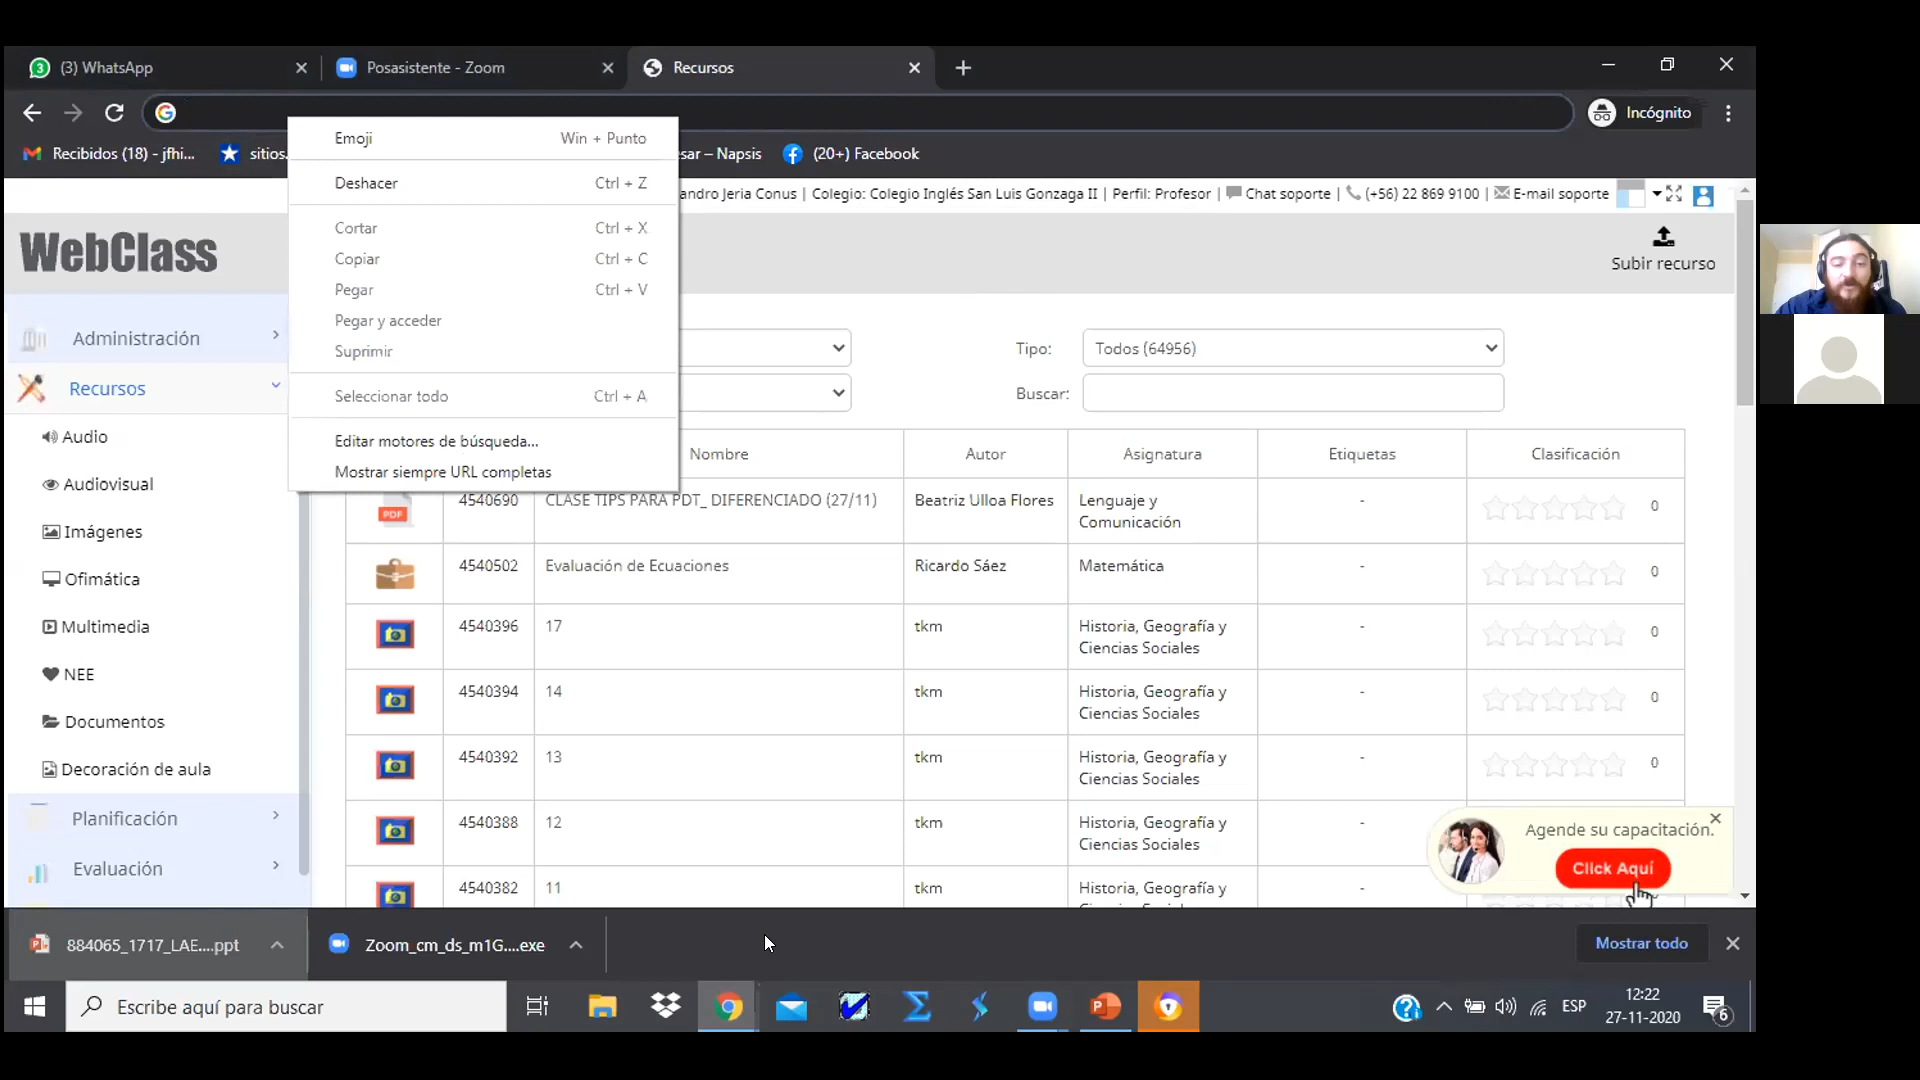 3 (3) WhatsApp
Posasistente - Zoom
Recursos
Incógnito
Recibidos (18) - jfhi...
sitios.
esar – Napsis
(20+) Facebook
Emoji Win + Punto
Deshacer Ctrl + Z
Cortar Ctrl + X
Copiar Ctrl + C
Pegar Ctrl + V
Pegar y acceder
Suprimir
Seleccionar todo Ctrl + A
Editar motores de búsqueda...
Mostrar siempre URL completas
andro Jeria Conus | Colegio: Colegio Inglés San Luis Gonzaga II | Perfil: Profesor | Chat soporte | (+56) 22 869 9100 | E-mail soporte
WebClass
Subir recurso
Administración
Recursos
Audio
Audiovisual
Imágenes
Ofimática
Multimedia
NEE
Documentos
Decoración de aula
Planificación
Evaluación
Tipo: Todos (64956)
Buscar:
Nombre Autor Asignatura Etiquetas Clasificación
PDF 4540690 CLASE TIPS PARA PDT_ DIFERENCIADO (27/11) Beatriz Ulloa Flores Lenguaje y - 0
Comunicación
4540502 Evaluación de Ecuaciones Ricardo Sáez Matemática - 0
4540396 17 tkm Historia, Geografía y - 0
Ciencias Sociales
4540394 14 tkm Historia, Geografía y - 0
Ciencias Sociales
4540392 13 tkm Historia, Geografía y - 0
Ciencias Sociales
4540388 12 tkm Historia, Geografía y -
Ciencias Sociales
4540382 11 tkm Historia, Geografía y -
Agende su capacitación.
Click Aquí
884065_1717_LAE....ppt
Zoom_cm_ds_m1G....exe
Mostrar todo
Escribe aquí para buscar
ESP
12:22
27-11-2020
6